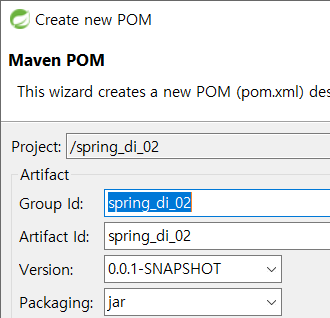 Create new POM
Maven POM
This wizard creates a new POM (pom.xml) des
Project: /spring_di_02
Artifact
Group Id: spring_di_02
Artifact Id: spring_di_02
Version: 0.0.1-SNAPSHOT
Packaging: jar